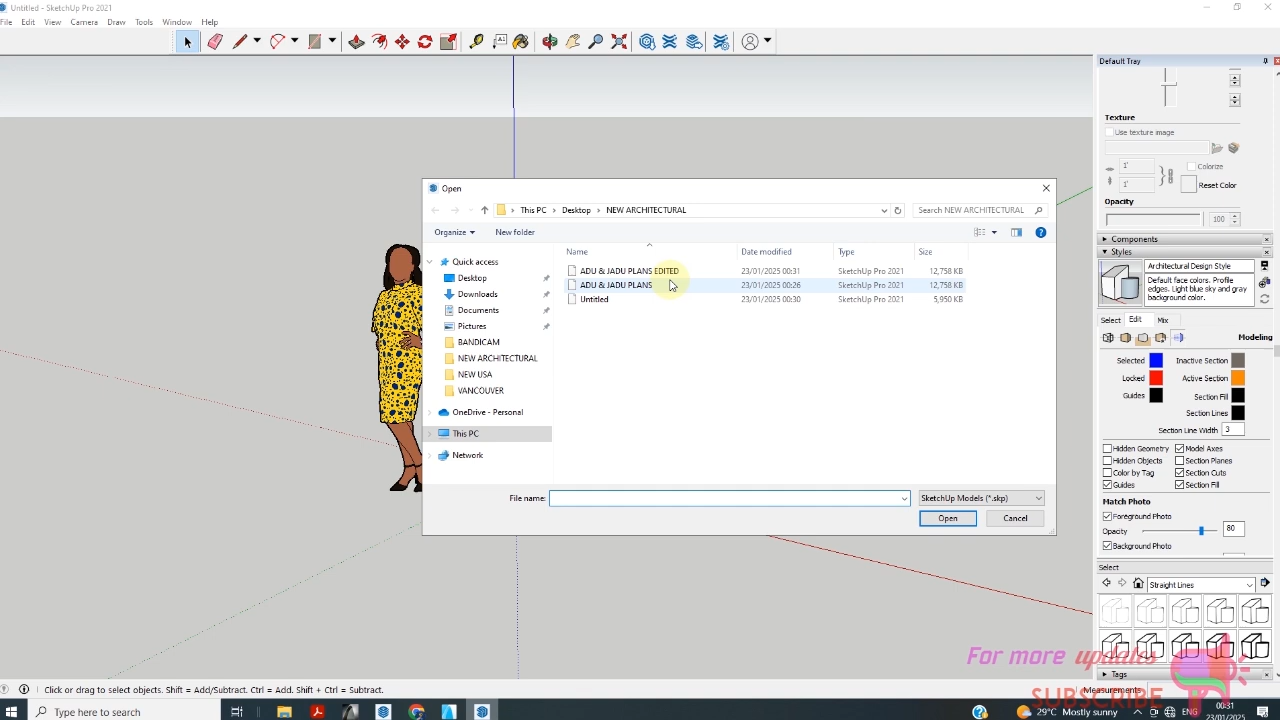 Untitled - SketchUp Pro 2021
File Edit View Camera Draw Tools Window Help
Default Tray
Texture
Use texture image
1'
Colorize
1'
Reset Color
Opacity
100
Components
Styles
Architectural Design Style
Default face colors. Profile
edges. Light blue sky and gray
background color.
Select Edit Mix
Modeling
Selected Inactive Section
Locked Active Section
Guides Section Fill
Section Lines
Section Line Width 3
Hidden Geometry Model Axes
Hidden Objects Section Planes
Color by Tag Section Cuts
Guides Section Fill
Match Photo
Foreground Photo
Opacity 80
Background Photo
Select
Straight Lines
Tags
Measurements
Open
This PC > Desktop > NEW ARCHITECTURAL
Search NEW ARCHITECTURAL
Organize New folder
Name Date modified Type Size
ADU & JADU PLANS EDITED 23/01/2025 00:31 SketchUp Pro 2021 12,758 KB
ADU & JADU PLANS 23/01/2025 00:26 SketchUp Pro 2021 12,758 KB
Untitled 23/01/2025 00:30 SketchUp Pro 2021 5,950 KB
Quick access
Desktop
Downloads
Documents
Pictures
BANDICAM
NEW ARCHITECTURAL
NEW USA
VANCOUVER
OneDrive - Personal
This PC
Network
File name:
SketchUp Models (*.skp)
Open Cancel
For more updates
SUBSCRIBE
Click or drag to select objects. Shift = Add/Subtract. Ctrl = Add. Shift + Ctrl = Subtract.
Type here to search
29°C Mostly sunny
ENG
00:31
23/01/2025